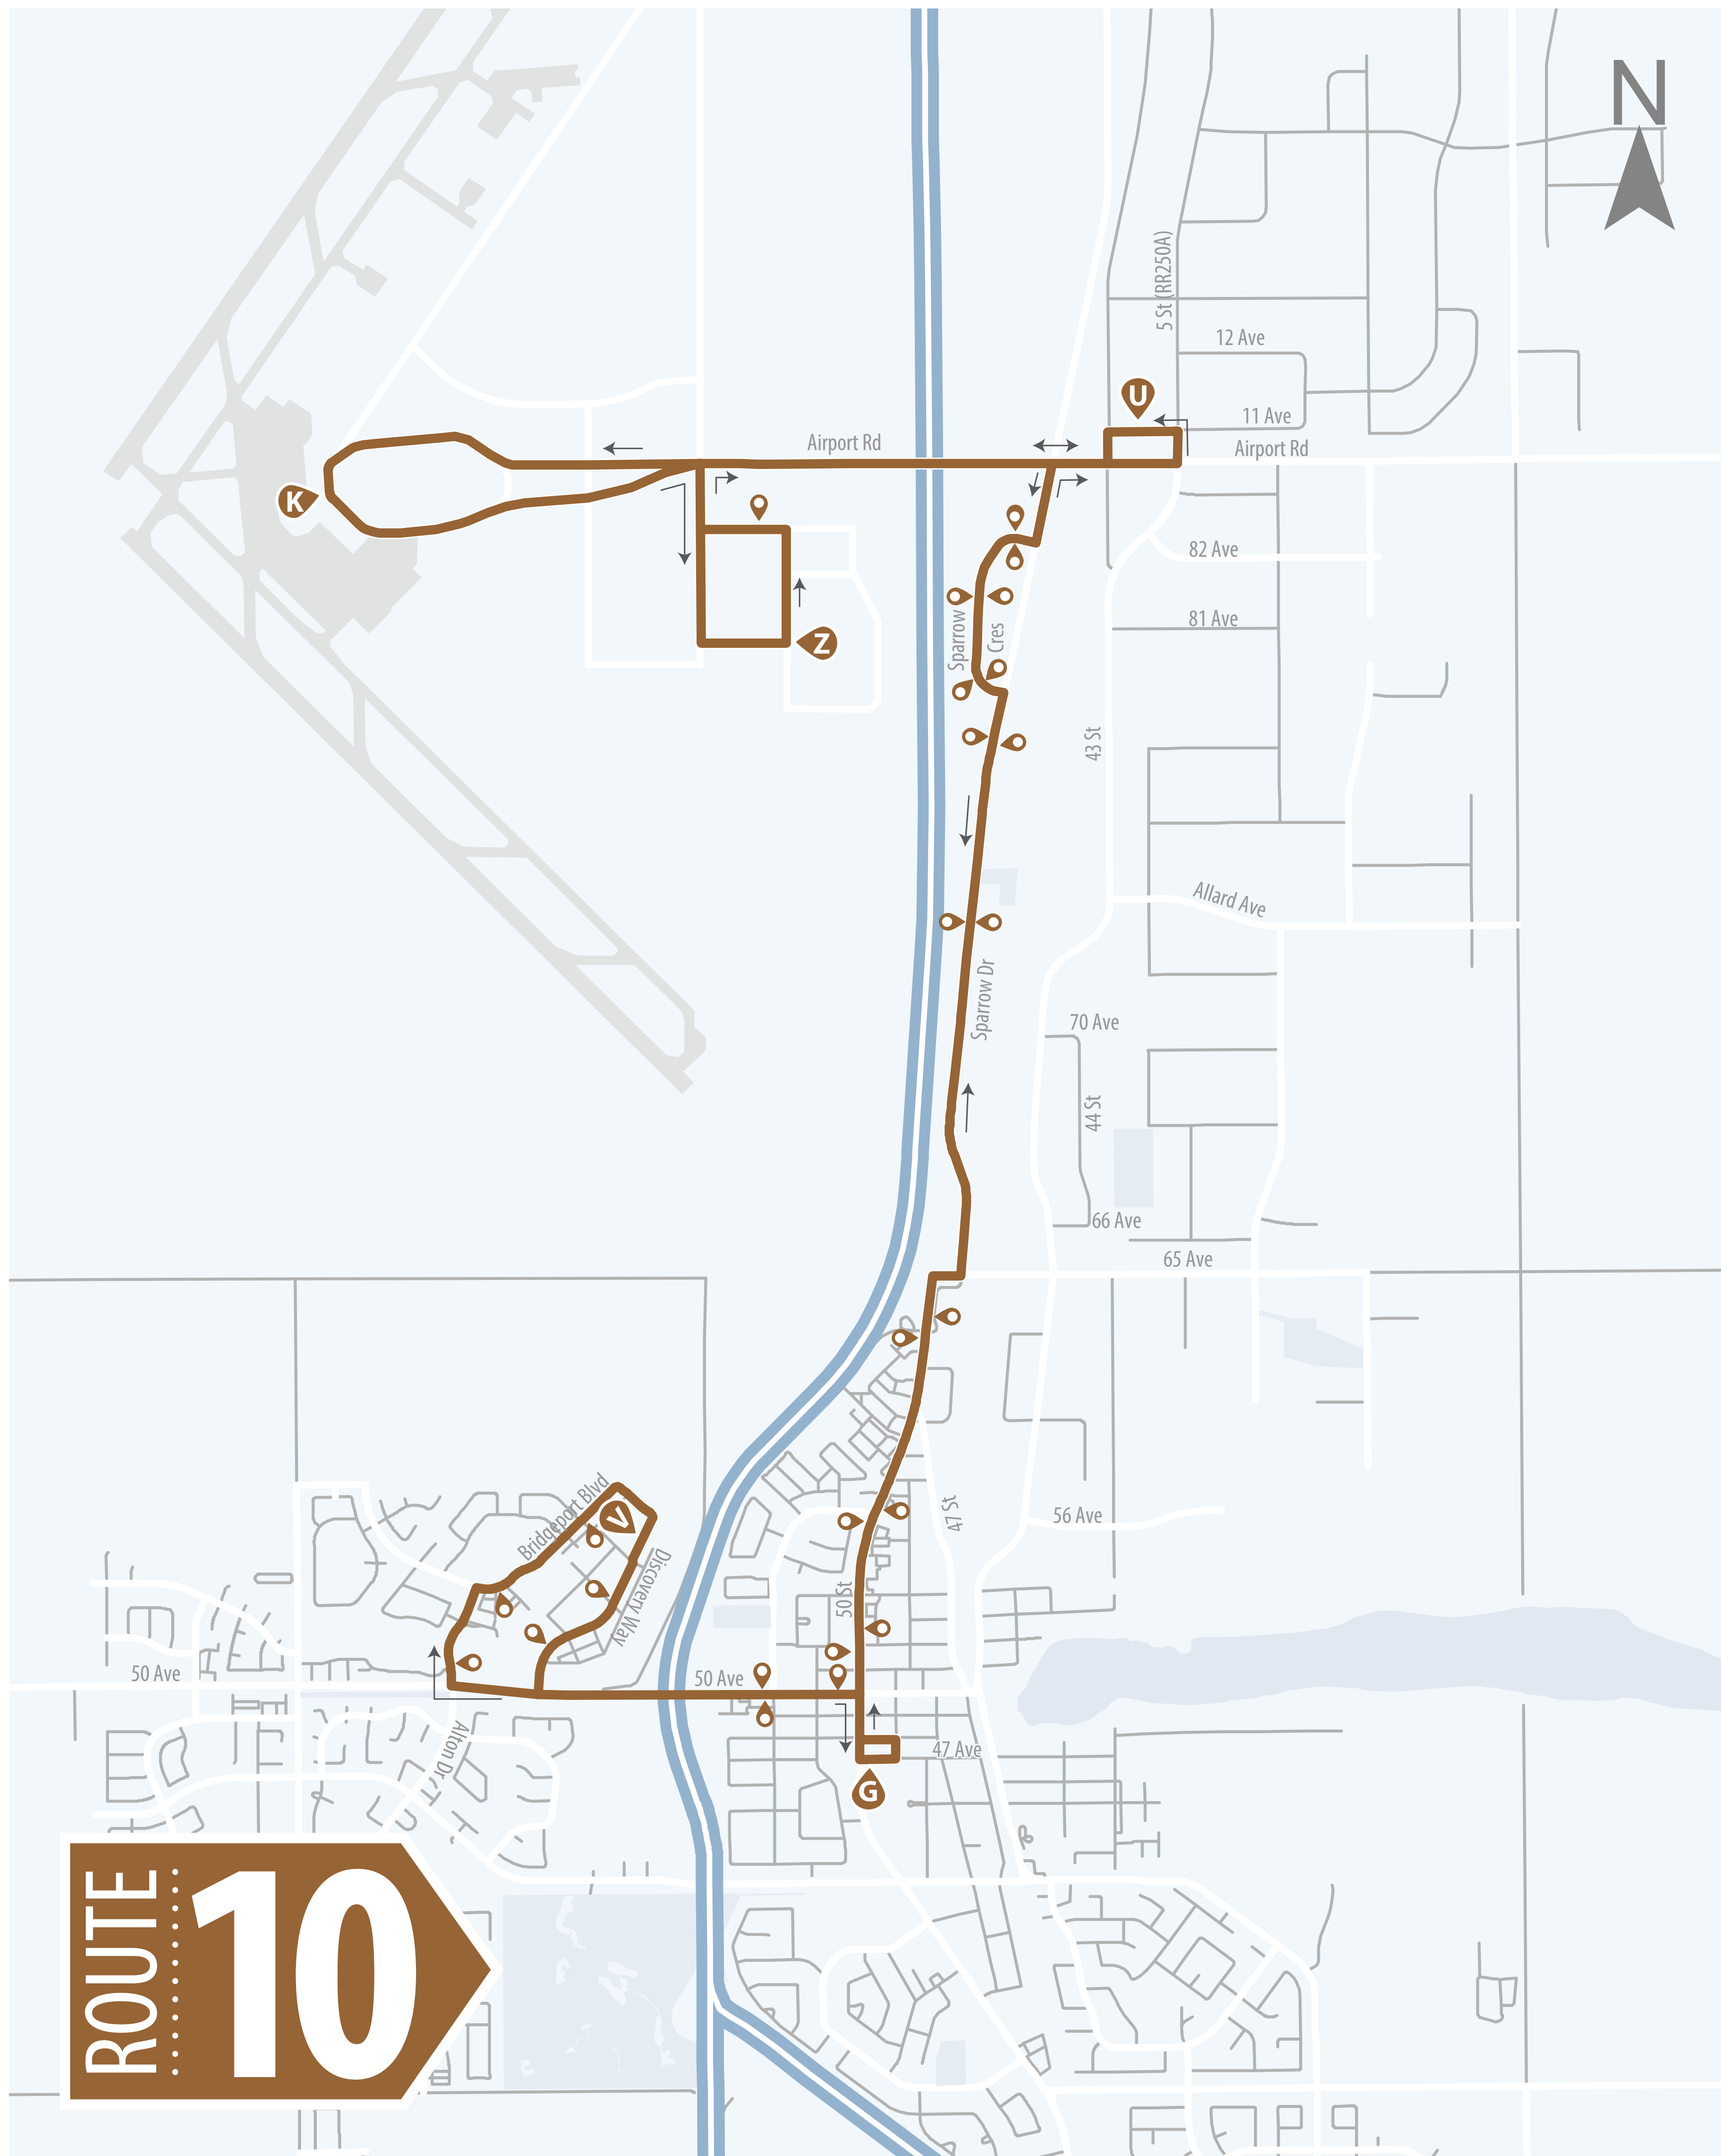 N
5 St (RR250A)
12 Ave
U
11 Ave
Airport Rd
Airport Rd
K
82 Ave
81 Ave
Z
Sparrow
Cres
43 St
Allard Ave
Sparrow Dr
70 Ave
44 St
66 Ave
65 Ave
Bridgeport Blvd
V
47 St
56 Ave
Discovery Way
50 St
50 Ave
50 Ave
Alton Dr
47 Ave
G
ROUTE
10